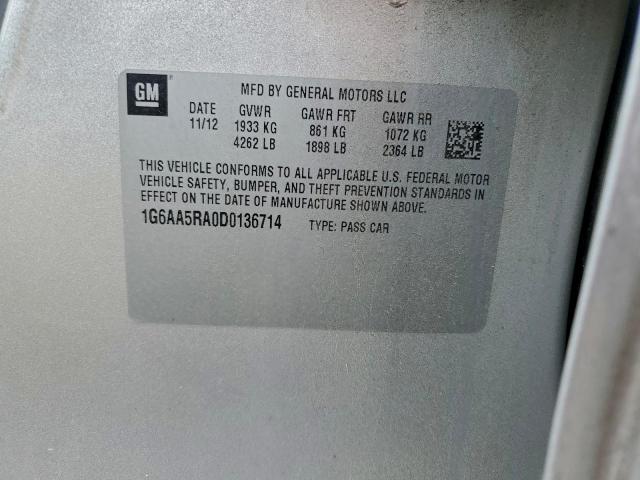 GM
MFD BY GENERAL MOTORS LLC
DATE GVWR GAWR FRT GAWR RR
11/12 1933 KG 861 KG 1072 KG
4262 LB 1898 LB 2364 LB
THIS VEHICLE CONFORMS TO ALL APPLICABLE U.S. FEDERAL MOTOR
VEHICLE SAFETY, BUMPER, AND THEFT PREVENTION STANDARDS IN
EFFECT ON THE DATE OF MANUFACTURE SHOWN ABOVE.
1G6AA5RA0D0136714 TYPE: PASS CAR